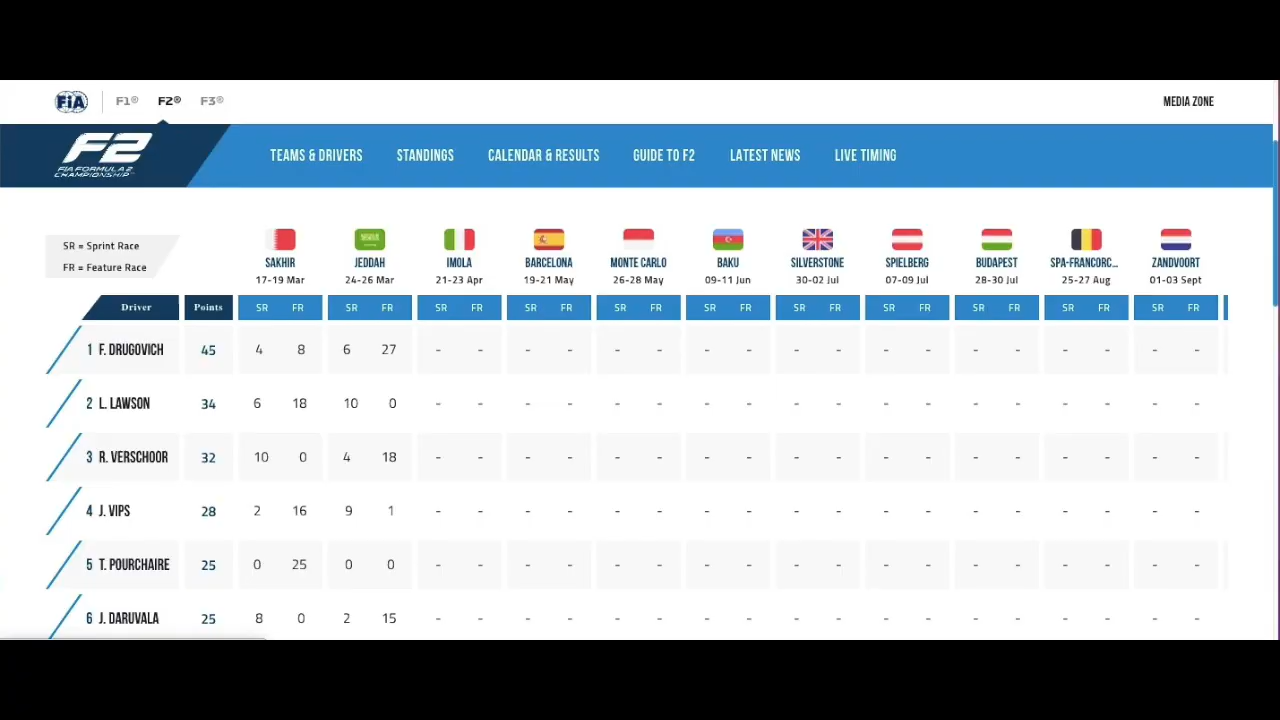 FiA F1® F2® F3® MEDIA ZONE
F2 FIA FORMULA 2 CHAMPIONSHIP TEAMS & DRIVERS STANDINGS CALENDAR & RESULTS GUIDE TO F2 LATEST NEWS LIVE TIMING
SR = Sprint Race
FR = Feature Race
SAKHIR JEDDAH IMOLA BARCELONA MONTE CARLO BAKU SILVERSTONE SPIELBERG BUDAPEST SPA-FRANCORC... ZANDVOORT
17-19 Mar 24-26 Mar 21-23 Apr 19-21 May 26-28 May 09-11 Jun 30-02 Jul 07-09 Jul 28-30 Jul 25-27 Aug 01-03 Sept
Driver Points SR FR SR FR SR FR SR FR SR FR SR FR SR FR SR FR SR FR SR FR SR FR
1 F. DRUGOVICH 45 4 8 6 27 - - - - - - - - - - - - - - - - - -
2 L. LAWSON 34 6 18 10 0 - - - - - - - - - - - - - - - - - -
3 R. VERSCHOOR 32 10 0 4 18 - - - - - - - - - - - - - - - - - -
4 J. VIPS 28 2 16 9 1 - - - - - - - - - - - - - - - - - -
5 T. POURCHAIRE 25 0 25 0 0 - - - - - - - - - - - - - - - - - -
6 J. DARUVALA 25 8 0 2 15 - - - - - - - - - - - - - - - - - -